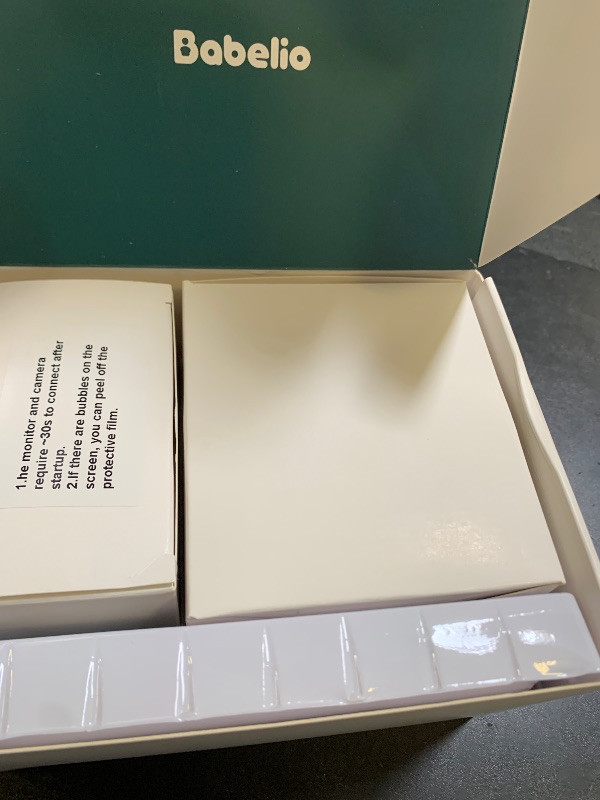 Babelio
1.he monitor and camera
require ~30s to connect after
startup.
2.If there are bubbles on the
screen, you can peel off the
protective film.